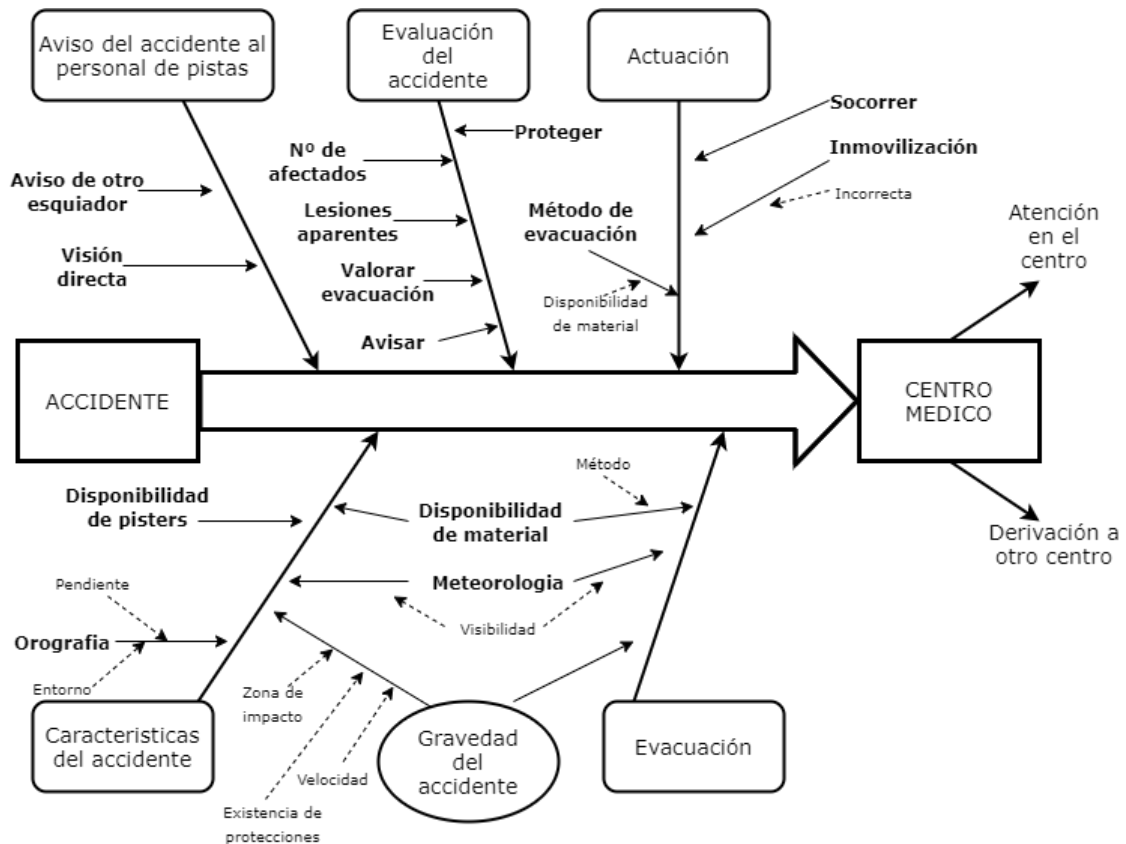 Aviso del accidente al
personal de pistas
Evaluación
del
accidente
Actuación
Aviso de otro
esquiador
Visión
directa
Proteger
Nº de
afectados
Lesiones
aparentes
Valorar
evacuación
Avisar
Socorrer
Inmovilización
Incorrecta
Método de
evacuación
Disponibilidad
de material
ACCIDENTE
CENTRO
MEDICO
Atención
en el
centro
Derivación a
otro centro
Disponibilidad
de pisters
Pendiente
Orografia
Entorno
Caracteristicas
del accidente
Método
Disponibilidad
de material
Meteorologia
Visibilidad
Zona de
impacto
Velocidad
Existencia de
protecciones
Gravedad
del
accidente
Evacuación